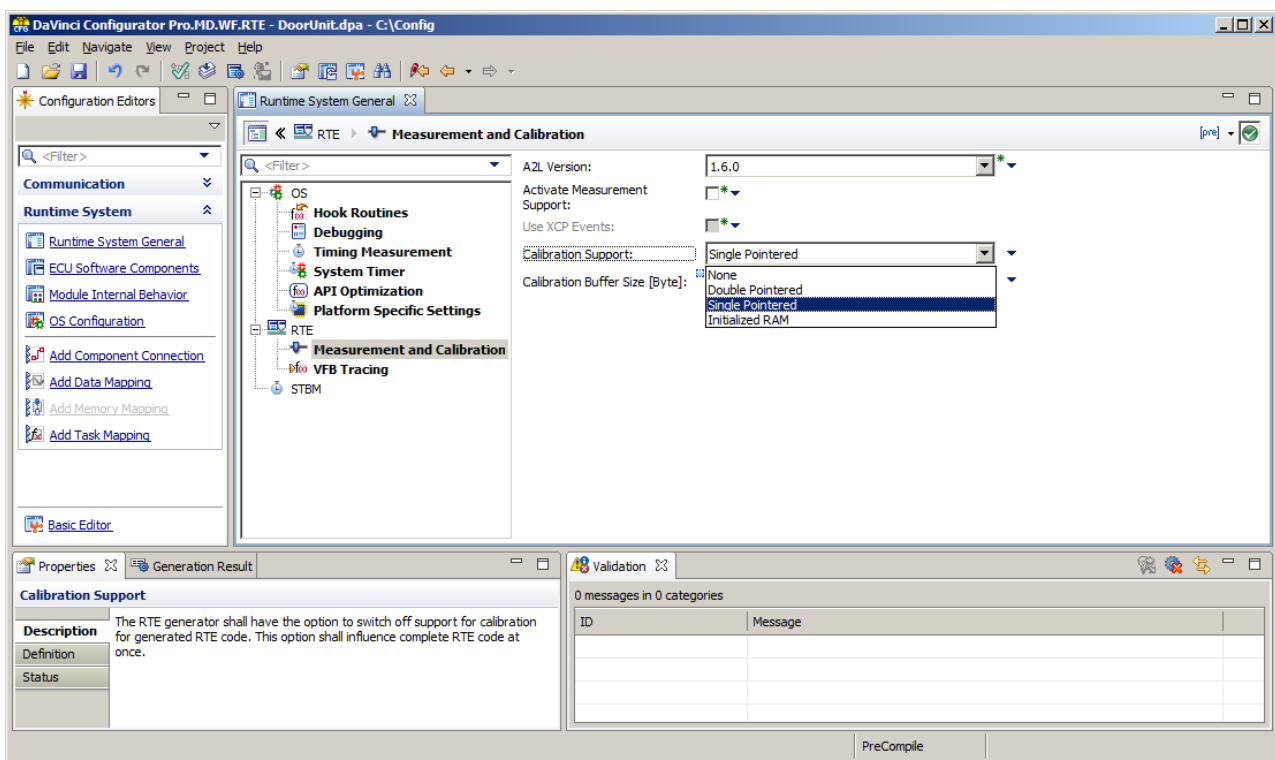 DaVinci Configurator Pro.MD.WF.RTE - DoorUnit.dpa - C:\Config
File Edit Navigate View Project Help
Configuration Editors
<Filter>
Communication
Runtime System
Runtime System General
ECU Software Components
Module Internal Behavior
OS Configuration
Add Component Connection
Add Data Mapping
Add Memory Mapping
Add Task Mapping
Basic Editor
Runtime System General
RTE
Measurement and Calibration
[pre]
<Filter>
OS
Hook Routines
Debugging
Timing Measurement
System Timer
API Optimization
Platform Specific Settings
RTE
Measurement and Calibration
VFB Tracing
STBM
A2L Version: 1.6.0
Activate Measurement
Support:
Use XCP Events:
Calibration Support: Single Pointered
Calibration Buffer Size [Byte]:
None
Double Pointered
Single Pointered
Initialized RAM
Properties
Generation Result
Calibration Support
Description
Definition
Status
The RTE generator shall have the option to switch off support for calibration
for generated RTE code. This option shall influence complete RTE code at
once.
Validation
0 messages in 0 categories
ID Message
PreCompile